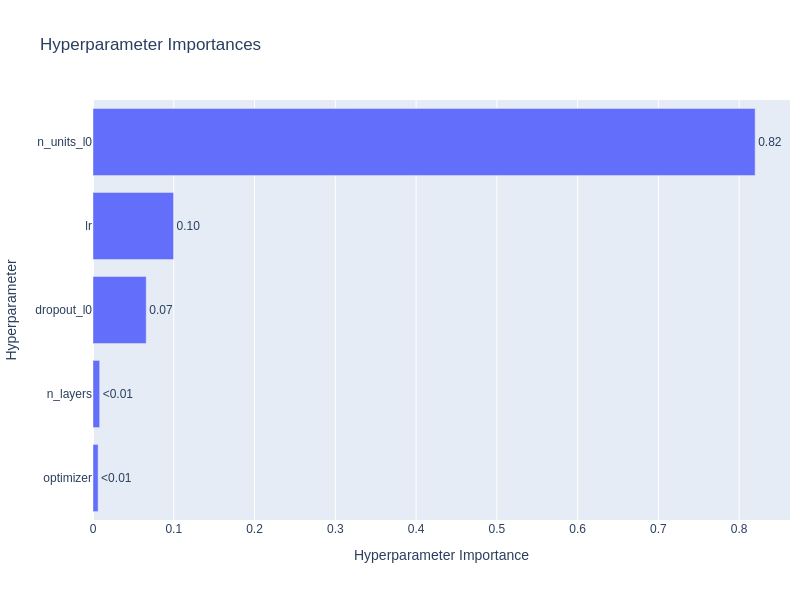 Hyperparameter Importances
n_units_l0
0.82
lr
0.10
dropout_l0
0.07
n_layers
<0.01
optimizer
<0.01
Hyperparameter
0
0.1
0.2
0.3
0.4
0.5
0.6
0.7
0.8
Hyperparameter Importance